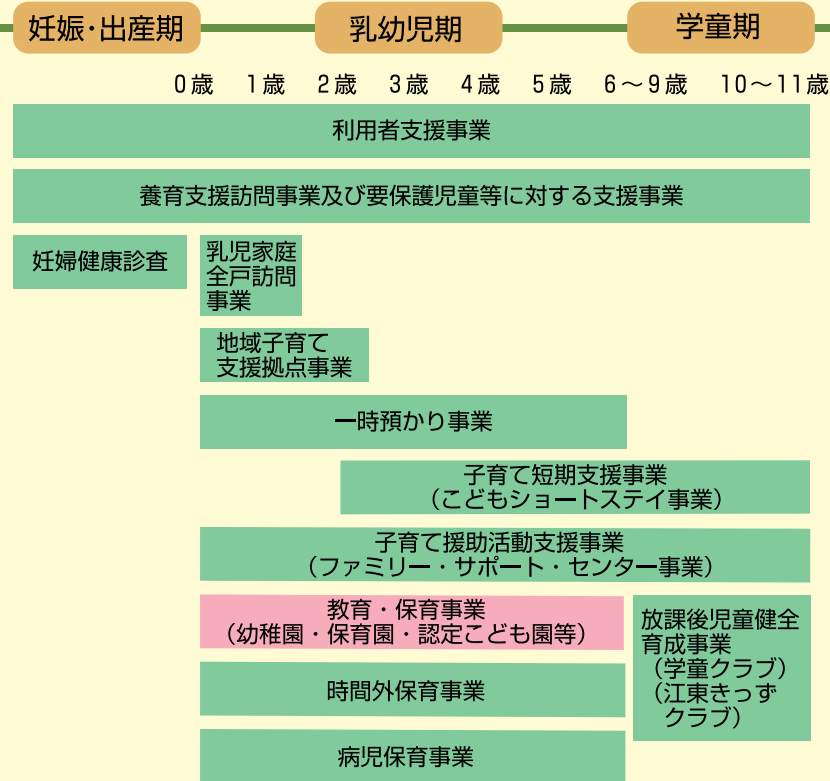 妊娠・出産期
乳幼児期
学童期
0歳 1歳 2歳 3歳 4歳 5歳 6～9歳 10～11歳
利用者支援事業
養育支援訪問事業及び要保護児童等に対する支援事業
妊婦健康診査
乳児家庭
全戸訪問
事業
地域子育て
支援拠点事業
一時預かり事業
子育て短期支援事業
（こどもショートステイ事業）
子育て援助活動支援事業
（ファミリー・サポート・センター事業）
教育・保育事業
（幼稚園・保育園・認定こども園等）
放課後児童健全
育成事業
（学童クラブ）
（江東きっず
クラブ）
時間外保育事業
病児保育事業